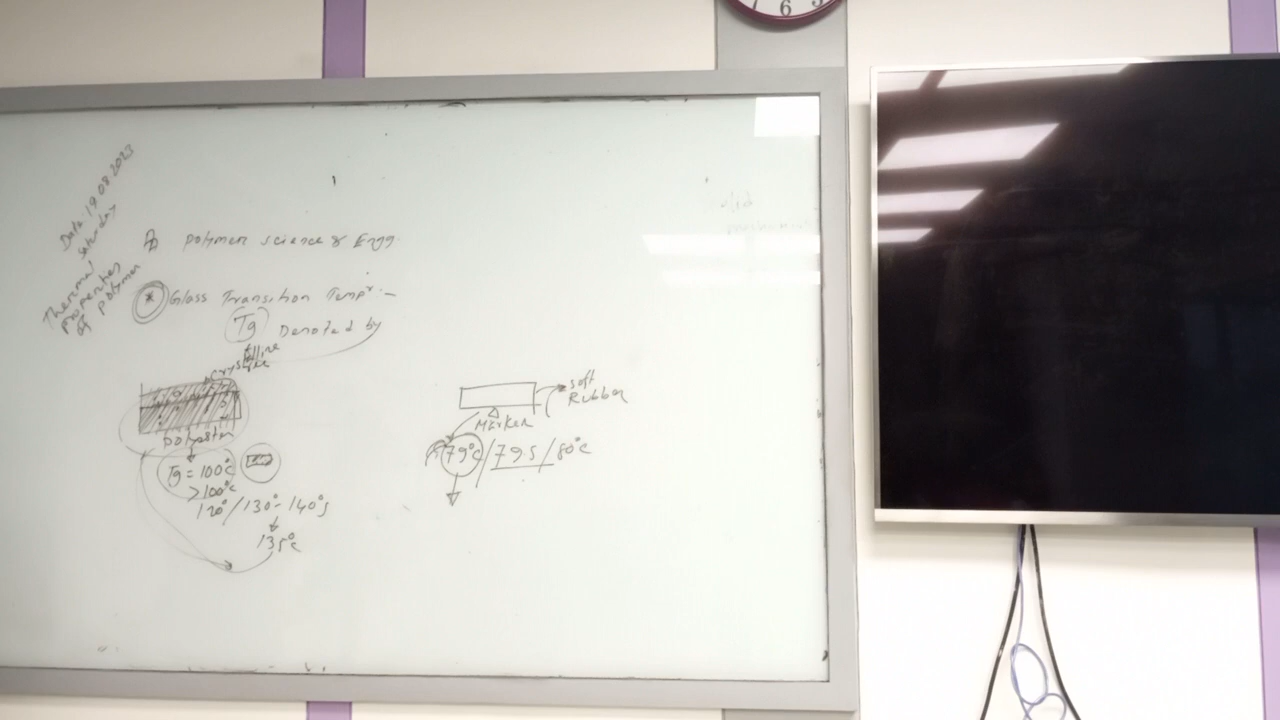 6
Date: 19 08 2023
Saturday
Thermal
properties
of polymer
Polymer science & Engg.
* Glass Transition Tempr :-
Tg Denoted by
crystalline
polyester
Tg = 100°C
>100°C
120°/130°- 140°s
135°C
soft
Rubber
Marker
79°C/79.5/80°C